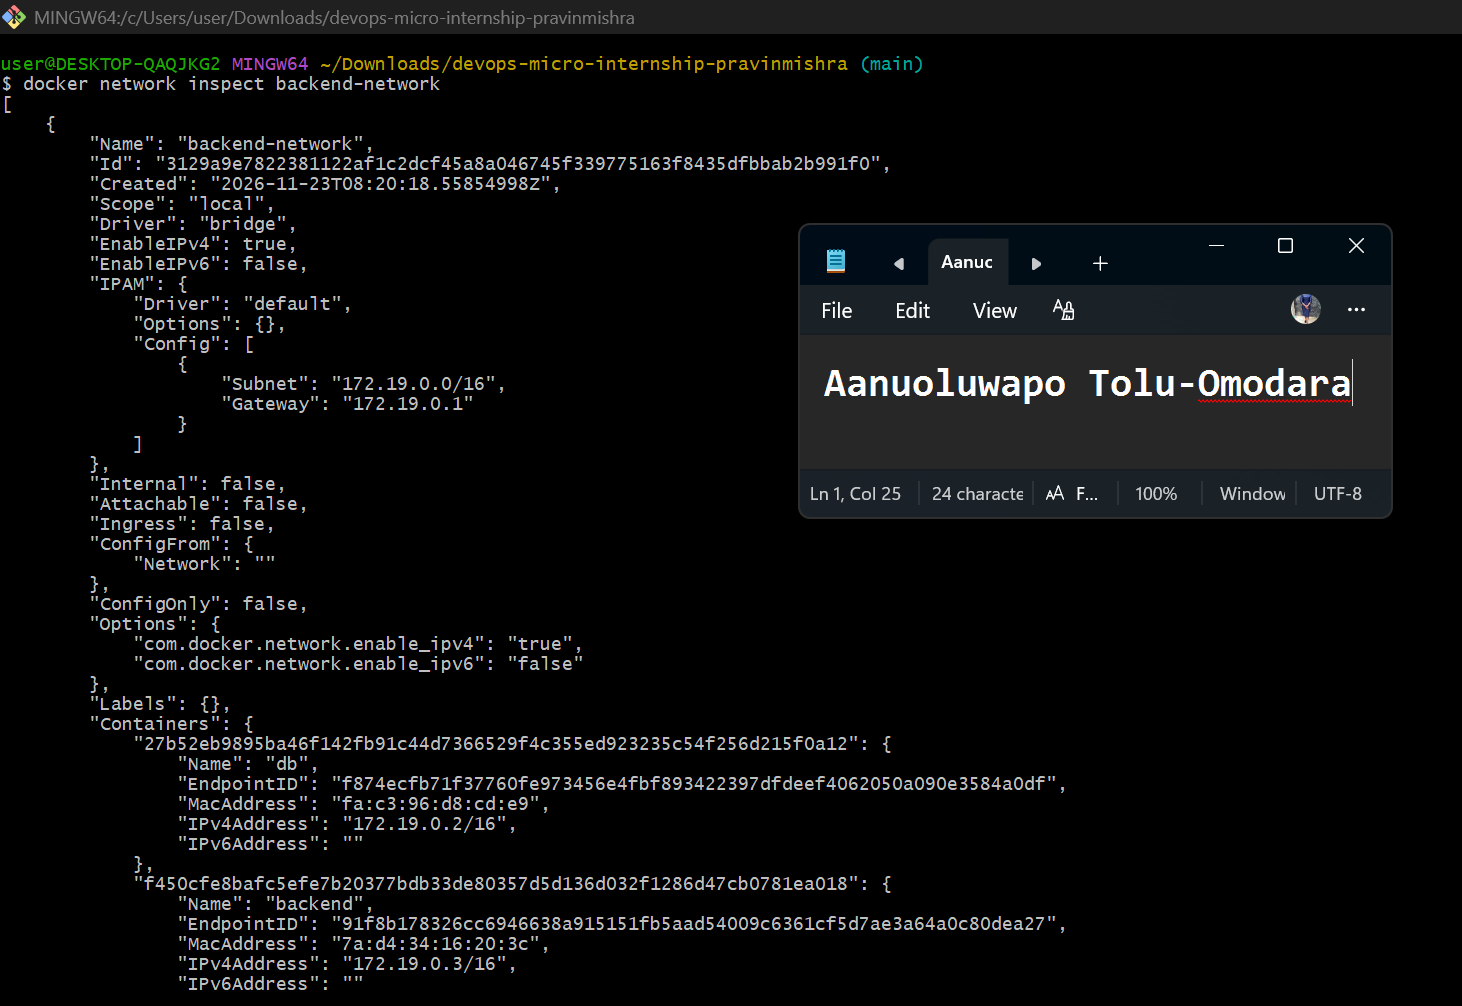 MINGW64:/c/Users/user/Downloads/devops-micro-internship-pravinmishra
user@DESKTOP-QAQJKG2 MINGW64 ~/Downloads/devops-micro-internship-pravinmishra (main)
$ docker network inspect backend-network
[
    {
        "Name": "backend-network",
        "Id": "3129a9e7822381122af1c2dcf45a8a046745f339775163f8435dfbbab2b991f0",
        "Created": "2026-11-23T08:20:18.55854998Z",
        "Scope": "local",
        "Driver": "bridge",
        "EnableIPv4": true,
        "EnableIPv6": false,
        "IPAM": {
            "Driver": "default",
            "Options": {},
            "Config": [
                {
                    "Subnet": "172.19.0.0/16",
                    "Gateway": "172.19.0.1"
                }
            ]
        },
        "Internal": false,
        "Attachable": false,
        "Ingress": false,
        "ConfigFrom": {
            "Network": ""
        },
        "ConfigOnly": false,
        "Options": {
            "com.docker.network.enable_ipv4": "true",
            "com.docker.network.enable_ipv6": "false"
        },
        "Labels": {},
        "Containers": {
            "27b52eb9895ba46f142fb91c44d7366529f4c355ed923235c54f256d215f0a12": {
                "Name": "db",
                "EndpointID": "f874ecfb71f37760fe973456e4fbf893422397dfdeef4062050a090e3584a0df",
                "MacAddress": "fa:c3:96:d8:cd:e9",
                "IPv4Address": "172.19.0.2/16",
                "IPv6Address": ""
            },
            "f450cfe8bafc5efe7b20377bdb33de80357d5d136d032f1286d47cb0781ea018": {
                "Name": "backend",
                "EndpointID": "91f8b178326cc6946638a915151fb5aad54009c6361cf5d7ae3a64a0c80dea27",
                "MacAddress": "7a:d4:34:16:20:3c",
                "IPv4Address": "172.19.0.3/16",
                "IPv6Address": ""
Aanuc
File Edit View
Aanuoluwapo Tolu-Omodara
Ln 1, Col 25 24 characte F... 100% Window UTF-8